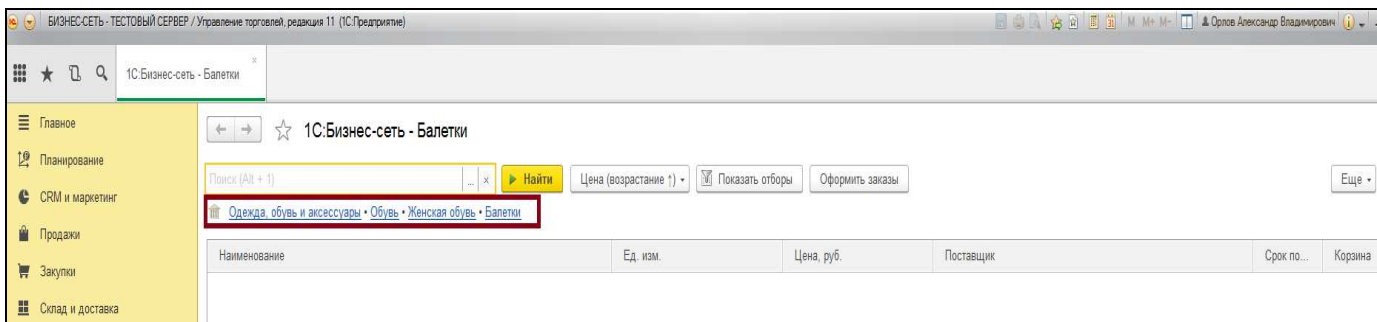 БИЗНЕС-СЕТЬ - ТЕСТОВЫЙ СЕРВЕР / Управление торговлей, редакция 11 (1С:Предприятие) M M+ M- Орлов Александр Владимирович
1С:Бизнес-сеть - Балетки
Главное
1С:Бизнес-сеть - Балетки
Планирование
Поиск (Alt + 1) ... x Найти Цена (возрастание ↑) Показать отборы Оформить заказы Еще
CRM и маркетинг
Одежда, обувь и аксессуары • Обувь • Женская обувь • Балетки
Продажи
Наименование Ед. изм. Цена, руб. Поставщик Срок по... Корзина
Закупки
Склад и доставка